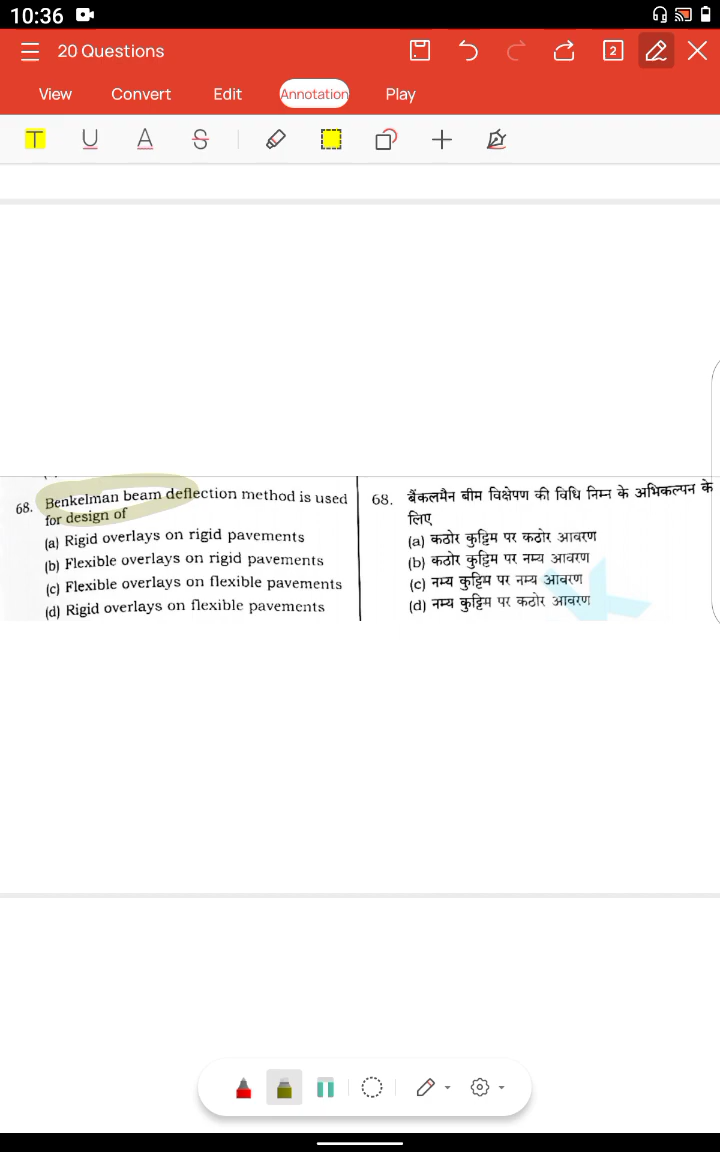 10:36
20 Questions
2
View Convert Edit Annotation Play
T U A S
68. Benkelman beam deflection method is used
for design of
(a) Rigid overlays on rigid pavements
(b) Flexible overlays on rigid pavements
(c) Flexible overlays on flexible pavements
(d) Rigid overlays on flexible pavements
68. बैंकलमैन बीम विक्षेपण की विधि निम्न के अभिकल्पन के
लिए
(a) कठोर कुट्टिम पर कठोर आवरण
(b) कठोर कुट्टिम पर नम्य आवरण
(c) नम्य कुट्टिम पर नम्य आवरण
(d) नम्य कुट्टिम पर कठोर आवरण